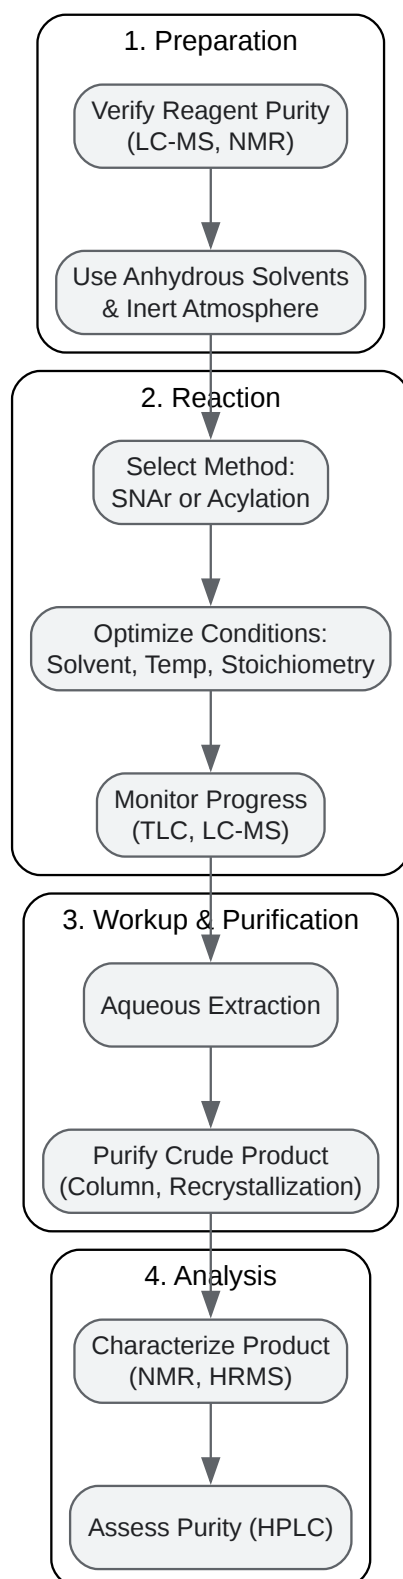 1. Preparation
Verify Reagent Purity
(LC-MS, NMR)
Use Anhydrous Solvents
& Inert Atmosphere
2. Reaction
Select Method:
SNAr or Acylation
Optimize Conditions:
Solvent, Temp, Stoichiometry
Monitor Progress
(TLC, LC-MS)
3. Workup & Purification
Aqueous Extraction
Purify Crude Product
(Column, Recrystallization)
4. Analysis
Characterize Product
(NMR, HRMS)
Assess Purity (HPLC)